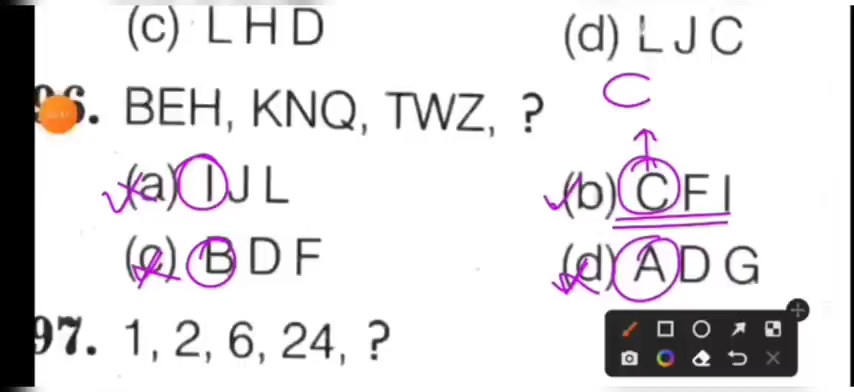 (c) L H D (d) L J C
96. BEH, KNQ, TWZ, ? C
(a) I J L (b) C F I
(c) B D F (d) A D G
97. 1, 2, 6, 24, ?